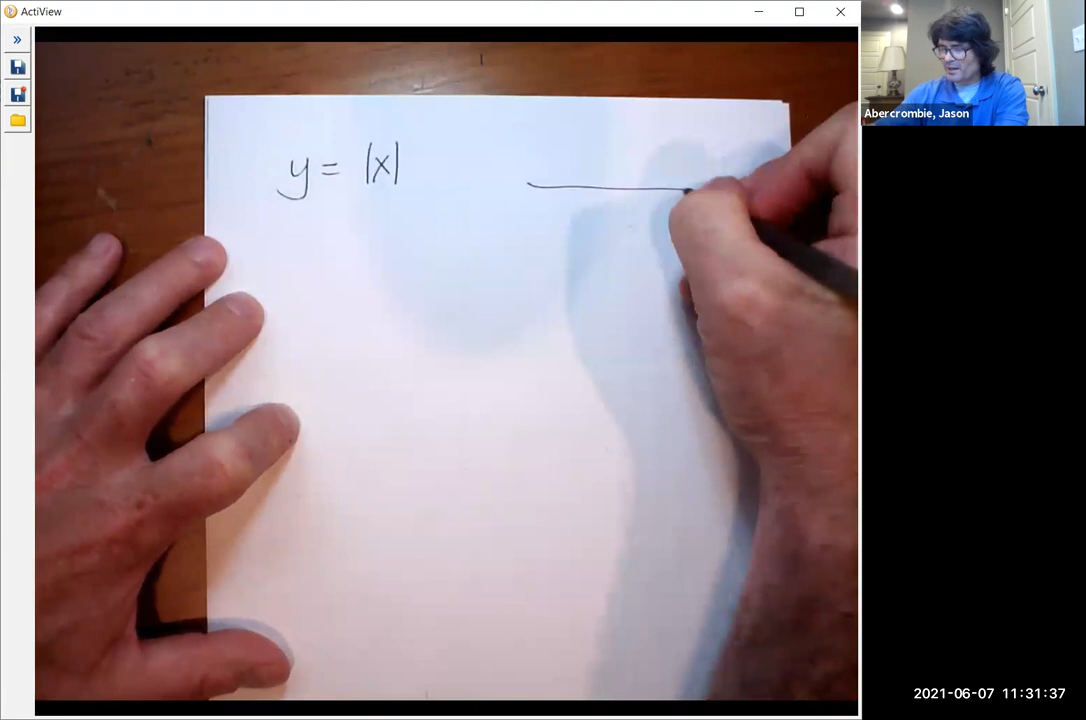 ActiView
Abercrombie, Jason
y = |x|
2021-06-07 11:31:37